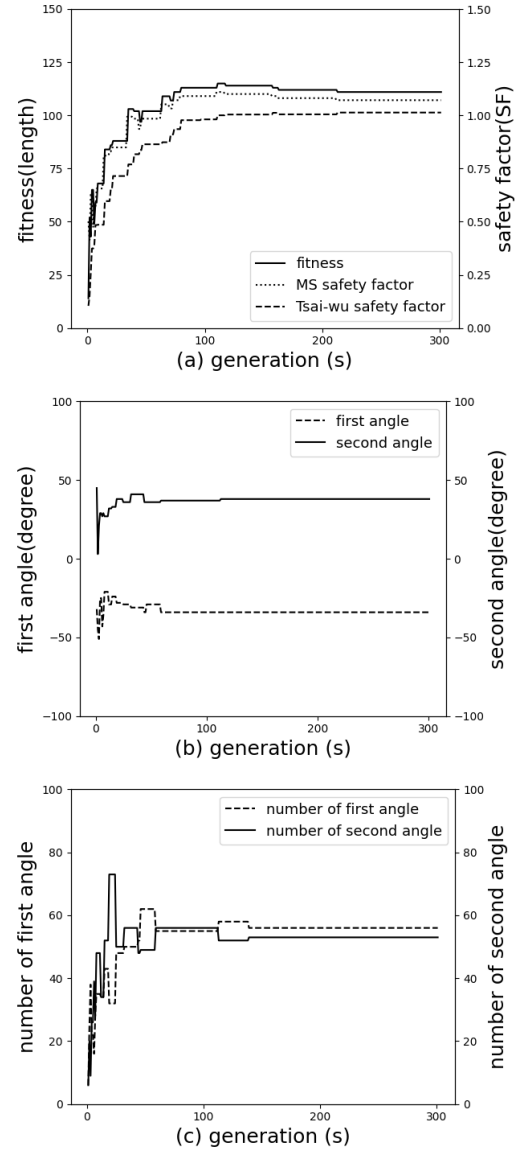 150
125
100
75
50
25
0
fitness(length)
1.50
1.25
1.00
0.75
0.50
0.25
0.00
safety factor(SF)
fitness
MS safety factor
Tsai-wu safety factor
0 100 200 300
(a) generation (s)
100
50
0
−50
−100
first angle(degree)
100
50
0
−50
−100
second angle(degree)
first angle
second angle
0 100 200 300
(b) generation (s)
100
80
60
40
20
0
number of first angle
100
80
60
40
20
0
number of second angle
number of first angle
number of second angle
0 100 200 300
(c) generation (s)